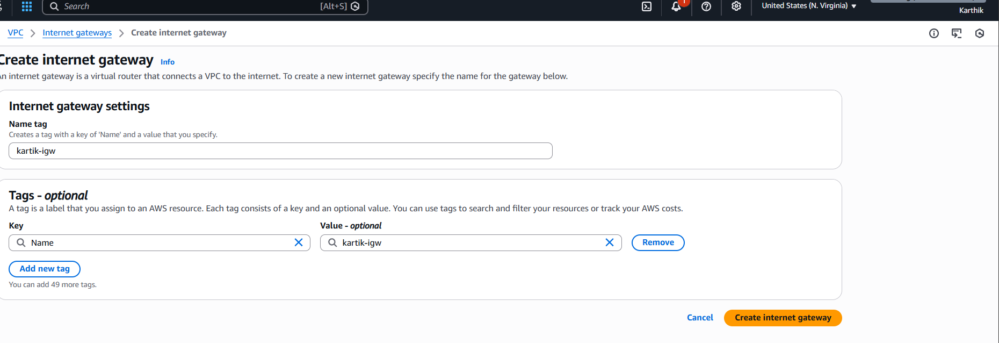 Search [Alt+S] 1 United States (N. Virginia)
Karthik
VPC Internet gateways Create internet gateway
Create internet gateway Info
An internet gateway is a virtual router that connects a VPC to the internet. To create a new internet gateway specify the name for the gateway below.
Internet gateway settings
Name tag
Creates a tag with a key of 'Name' and a value that you specify.
kartik-igw
Tags - optional
A tag is a label that you assign to an AWS resource. Each tag consists of a key and an optional value. You can use tags to search and filter your resources or track your AWS costs.
Key Value - optional
Name kartik-igw Remove
Add new tag
You can add 49 more tags.
Cancel Create internet gateway